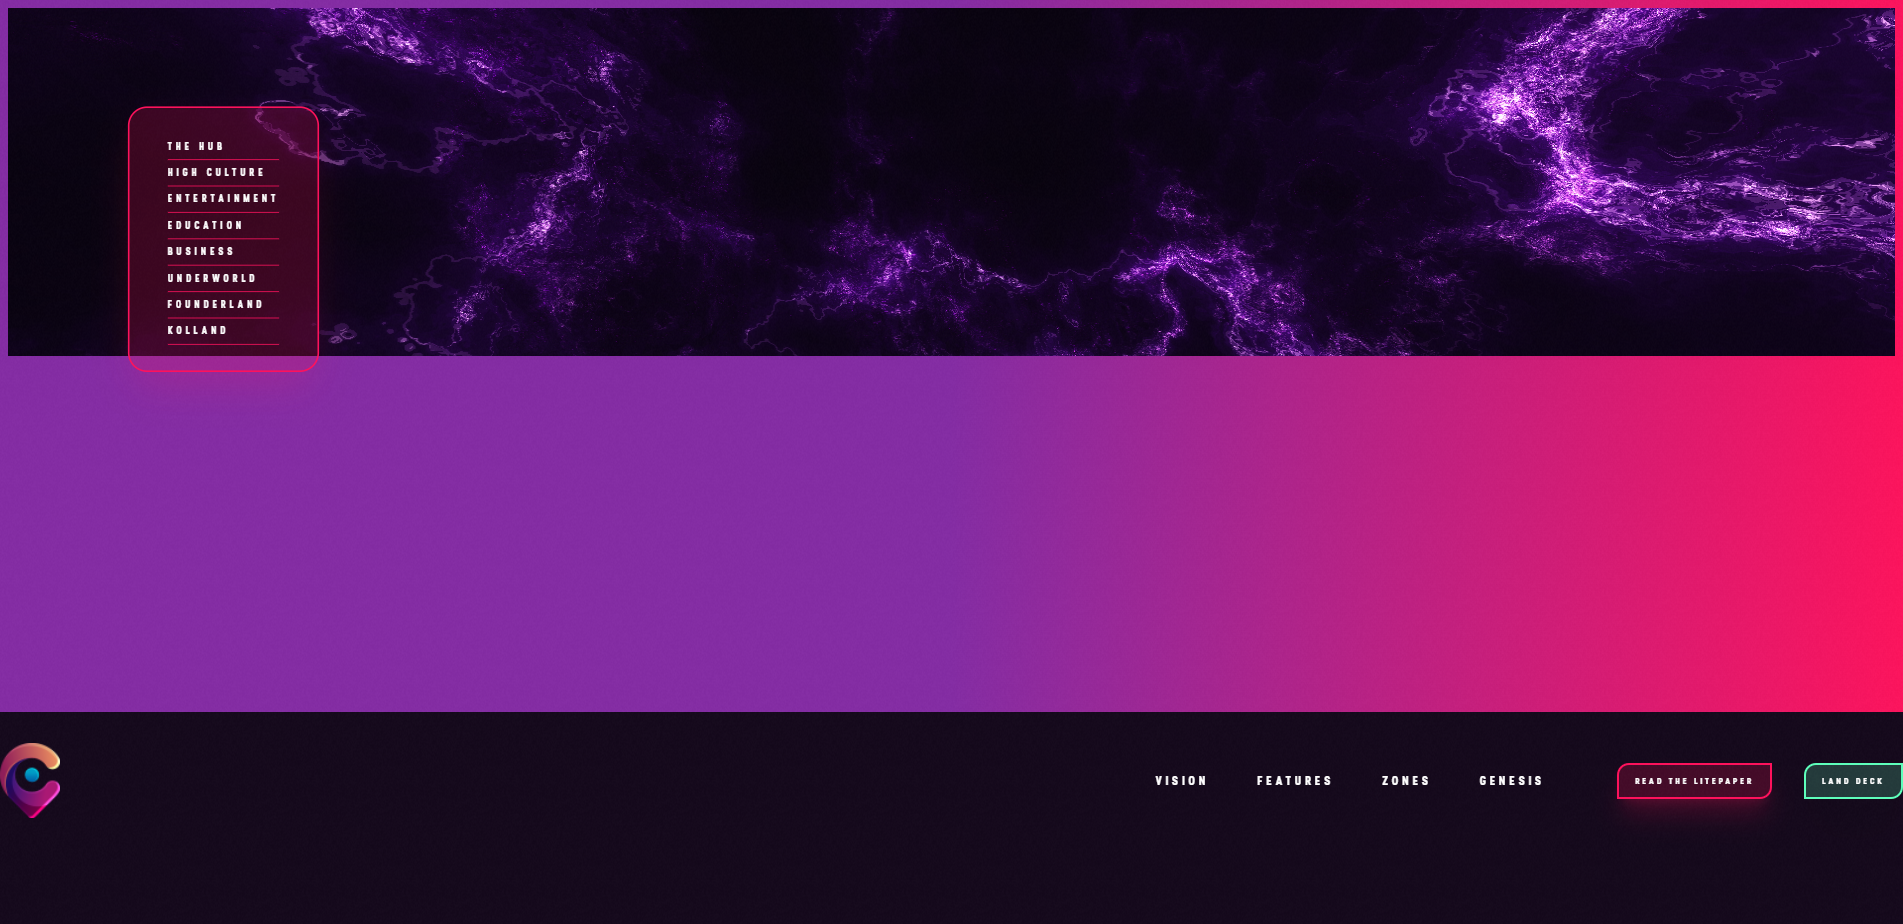 THE HUB
HIGH CULTURE
ENTERTAINMENT
EDUCATION
BUSINESS
UNDERWORLD
FOUNDERLAND
KOLLAND
VISION FEATURES ZONES GENESIS READ THE LITEPAPER LAND DECK